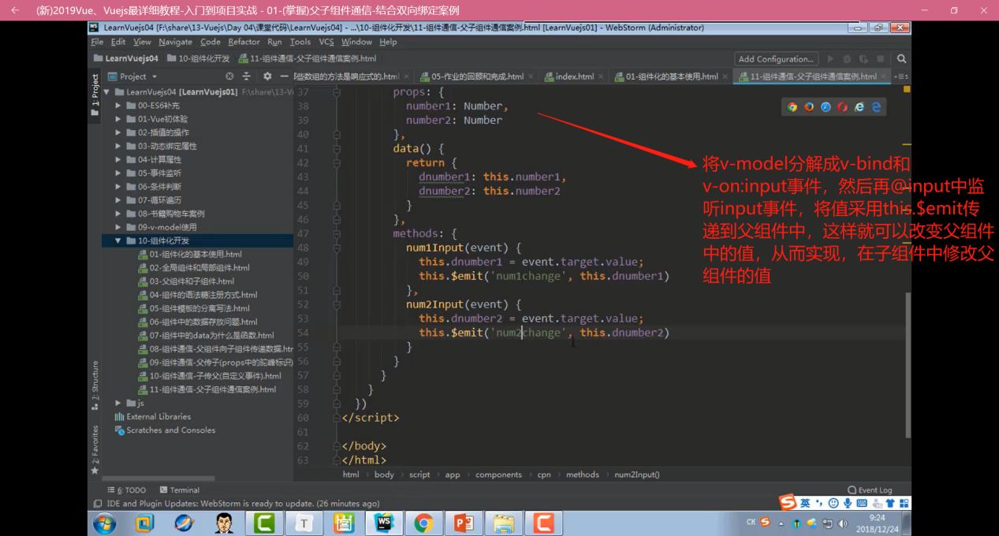 (新)2019Vue、Vuejs最详细教程-入门到项目实战 - 01-(掌握)父子组件通信-结合双向绑定案例
LearnVuejs04 [F:\share\13-Vuejs\Day 04\课堂代码\LearnVuejs04] - ...\10-组件化开发\11-组件通信-父子组件通信案例.html [LearnVuejs01] - WebStorm (Administrator)
File Edit View Navigate Code Refactor Run Tools VCS Window Help
LearnVuejs04 10-组件化开发 11-组件通信-父子组件通信案例.html Add Configuration...
Project 些数组的方法是响应式的.html 05-作业的回顾和完成.html index.html 01-组件化的基本使用.html 11-组件通信-父子组件通信案例.html
1: Project
LearnVuejs04 [LearnVuejs01] F:\share\13-V
00-ES6补充
01-Vue初体验
02-插值的操作
03-动态绑定属性
04-计算属性
05-事件监听
06-条件判断
07-循环遍历
08-书籍购物车案例
09-v-model使用
10-组件化开发
01-组件化的基本使用.html
02-全局组件和局部组件.html
03-父组件和子组件.html
04-组件的语法糖注册方式.html
05-组件模板的分离写法.html
06-组件中的数据存放问题.html
07-组件中的data为什么是函数.html
08-组件通信-父组件向子组件传递数据.htm
09-组件通信-父传子(props中的驼峰标识)
10-组件通信-子传父(自定义事件).html
11-组件通信-父子组件通信案例.html
js
External Libraries
Scratches and Consoles
7: Structure
2: Favorites
37 props: {
38 number1: Number,
39 number2: Number
40 },
41 data() {
42 return {
43 dnumber1: this.number1,
44 dnumber2: this.number2
45 }
46 },
47 methods: {
48 num1Input(event) {
49 this.dnumber1 = event.target.value;
50 this.$emit('num1change', this.dnumber1)
51 },
52 num2Input(event) {
53 this.dnumber2 = event.target.value;
54 this.$emit('num2change', this.dnumber2)
55 }
56 }
57 }
58 }
59 })
60 </script>
61
62 </body>
63 </html>
将v-model分解成v-bind和
v-on:input事件，然后再@input中监
听input事件，将值采用this.$emit传
递到父组件中，这样就可以改变父组件
中的值，从而实现，在子组件中修改父
组件的值
html body script app components cpn methods num2Input()
6: TODO Terminal Event Log
IDE and Plugin Updates: WebStorm is ready to update. (26 minutes ago)
英
CH
9:24
2018/12/24